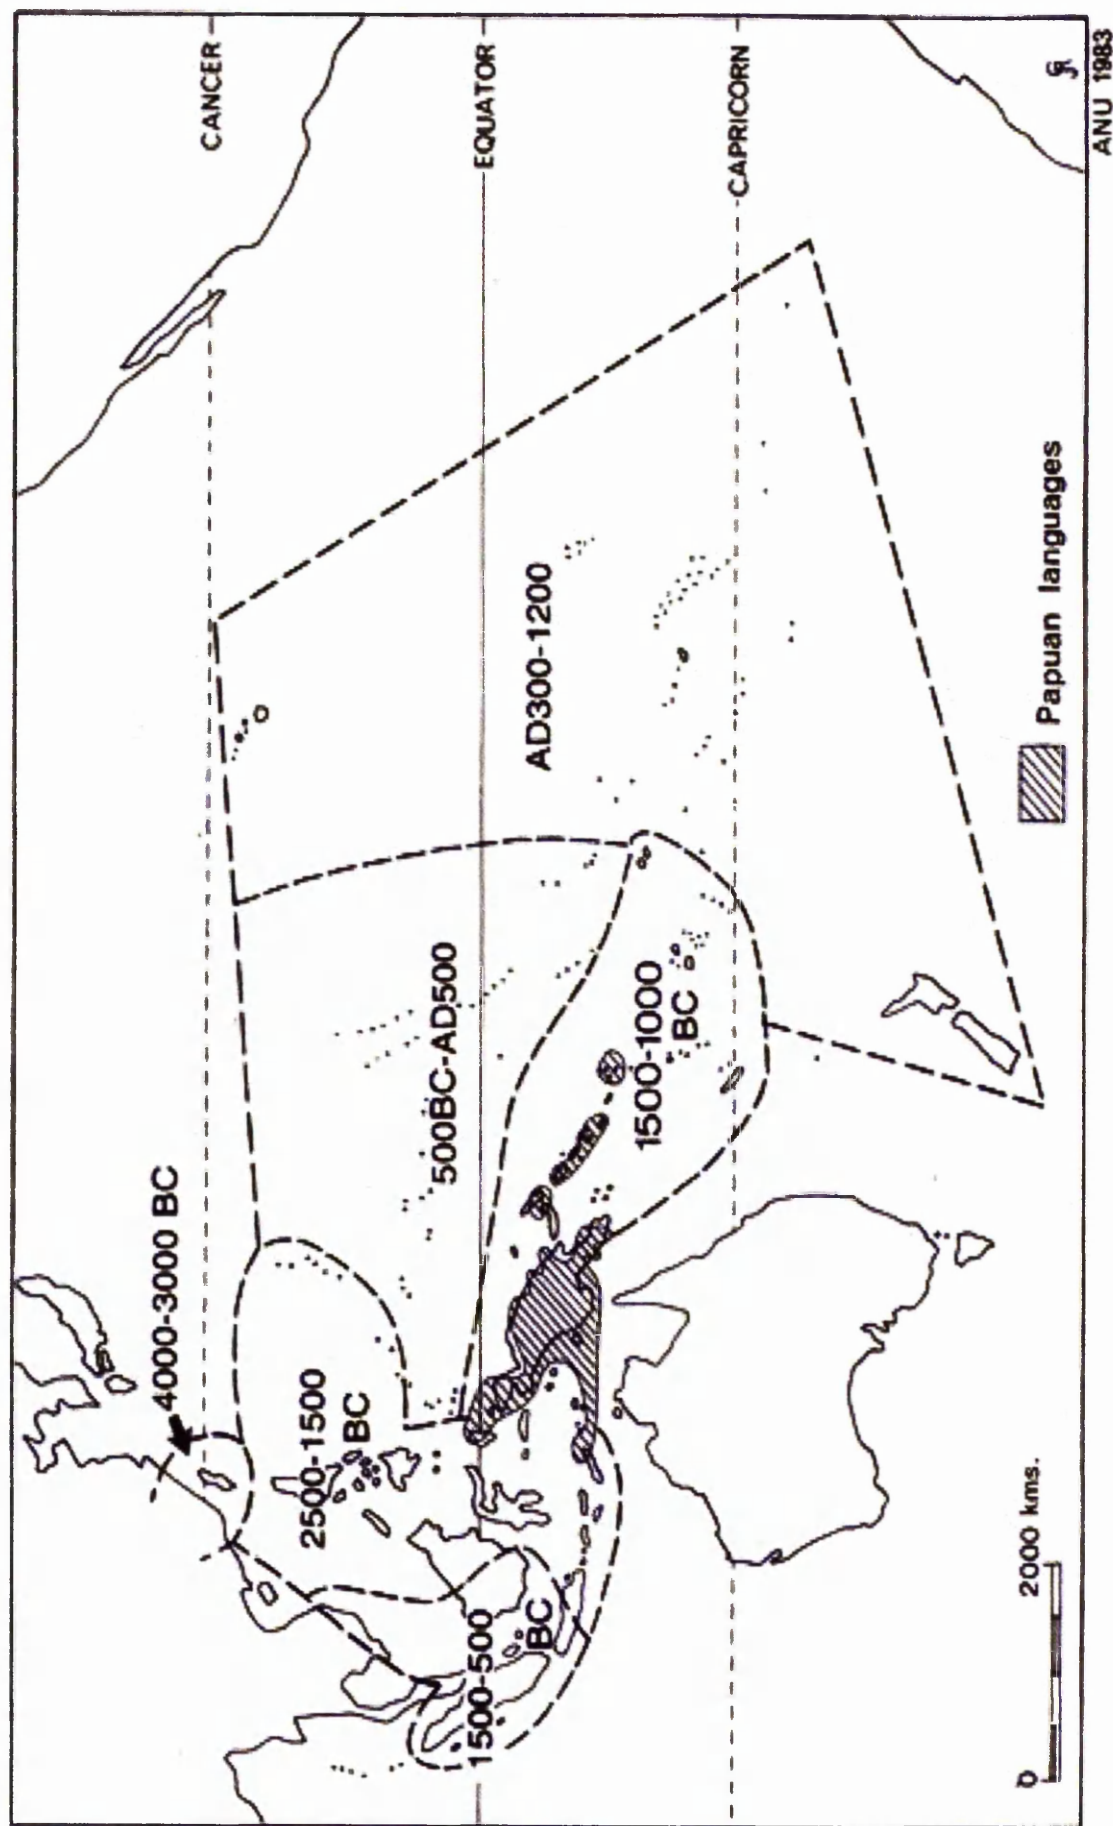 CANCER
EQUATOR
CAPRICORN
4000-3000 BC
2500-1500
BC
500BC-AD500
AD300-1200
1500-500
BC
1500-1000
BC
0
2000 kms.
Papuan languages
ANU 1983